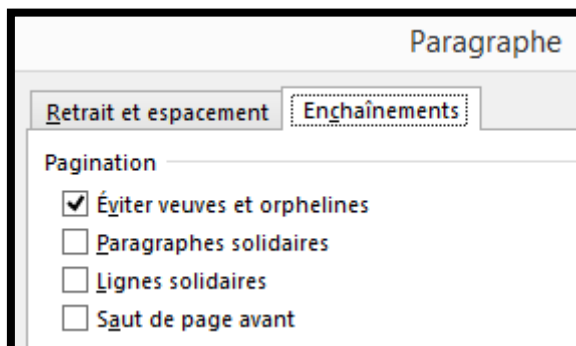 Paragraphe
Retrait et espacement
Enchaînements
Pagination
Éviter veuves et orphelines
Paragraphes solidaires
Lignes solidaires
Saut de page avant